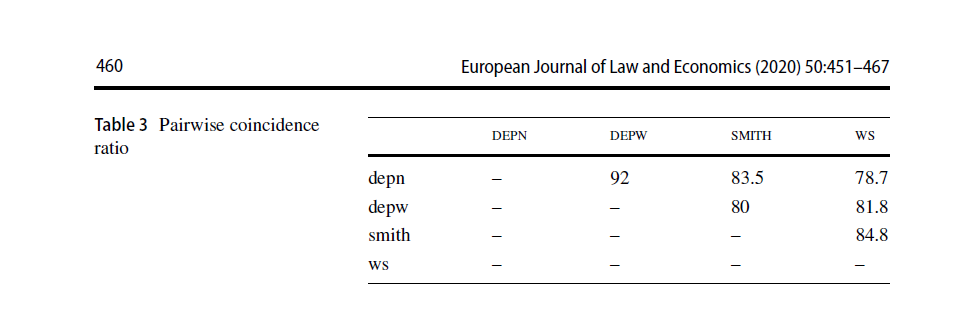 460 European Journal of Law and Economics (2020) 50:451–467
Table 3 Pairwise coincidence
ratio
DEPN DEPW SMITH WS
depn – 92 83.5 78.7
depw – – 80 81.8
smith – – – 84.8
ws – – – –